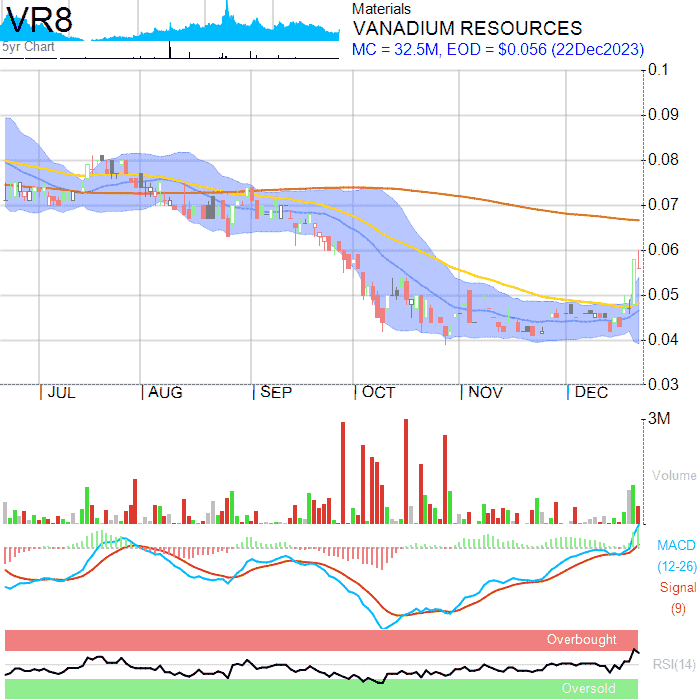 VR8
5yr Chart
Materials
VANADIUM RESOURCES
MC = 32.5M, EOD = $0.056 (22Dec2023)
0.1
0.09
0.08
0.07
0.06
0.05
0.04
0.03
JUL AUG SEP OCT NOV DEC
3M
Volume
MACD
(12-26)
Signal
(9)
Overbought
RSI(14)
Oversold